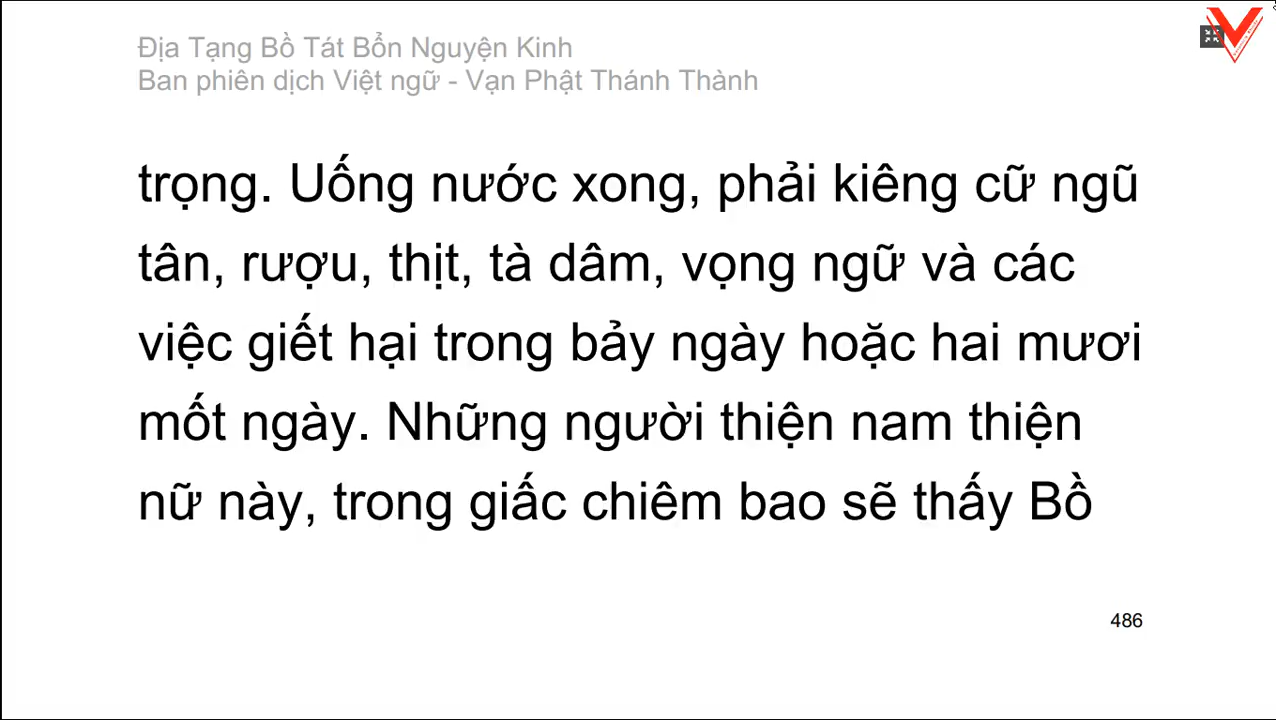 Địa Tạng Bồ Tát Bổn Nguyện Kinh
Ban phiên dịch Việt ngữ - Vạn Phật Thánh Thành
trọng. Uống nước xong, phải kiêng cữ ngũ
tân, rượu, thịt, tà dâm, vọng ngữ và các
việc giết hại trong bảy ngày hoặc hai mươi
mốt ngày. Những người thiện nam thiện
nữ này, trong giấc chiêm bao sẽ thấy Bồ
486